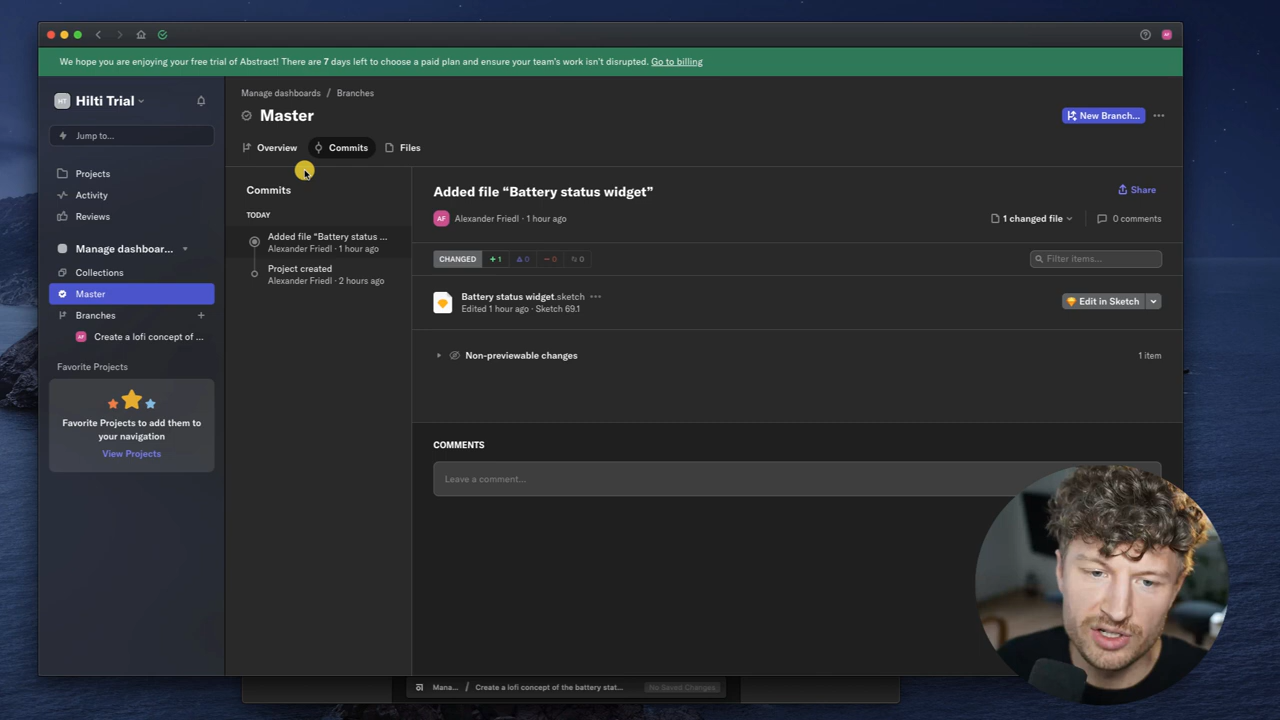 We hope you are enjoying your free trial of Abstract! There are 7 days left to choose a paid plan and ensure your team's work isn't disrupted. Go to billing
HT Hilti Trial
Jump to...
Projects
Activity
Reviews
Manage dashboar...
Collections
Master
Branches
AF Create a lofi concept of ...
Favorite Projects
Favorite Projects to add them to
your navigation
View Projects
Manage dashboards / Branches
Master
New Branch...
Overview Commits Files
Commits
TODAY
Added file “Battery status ...
Alexander Friedl · 1 hour ago
Project created
Alexander Friedl · 2 hours ago
Added file “Battery status widget”
Share
AF Alexander Friedl · 1 hour ago
1 changed file
0 comments
CHANGED +1 0 −0 0
Filter items...
Battery status widget.sketch
Edited 1 hour ago · Sketch 69.1
Edit in Sketch
Non-previewable changes
1 item
COMMENTS
Leave a comment...
Mana... / Create a lofi concept of the battery stat... No Saved Changes